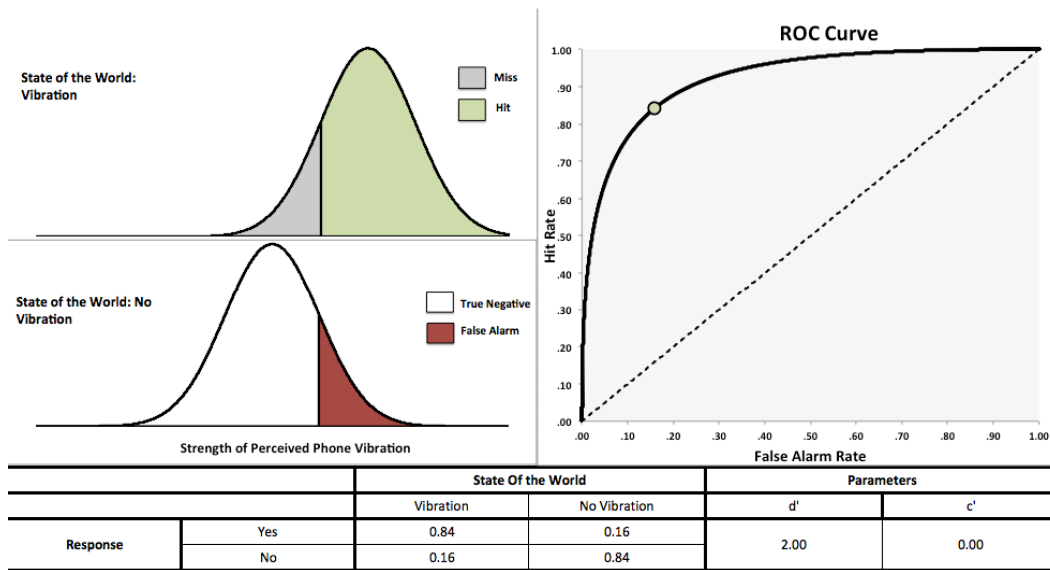 State of the World:
Vibration
Miss
Hit
State of the World: No
Vibration
True Negative
False Alarm
Strength of Perceived Phone Vibration
ROC Curve
Hit Rate
1.00
.90
.80
.70
.60
.50
.40
.30
.20
.10
.00
.00 .10 .20 .30 .40 .50 .60 .70 .80 .90 1.00
False Alarm Rate
State Of the World Parameters
Vibration No Vibration d' c'
Response Yes 0.84 0.16 2.00 0.00
No 0.16 0.84